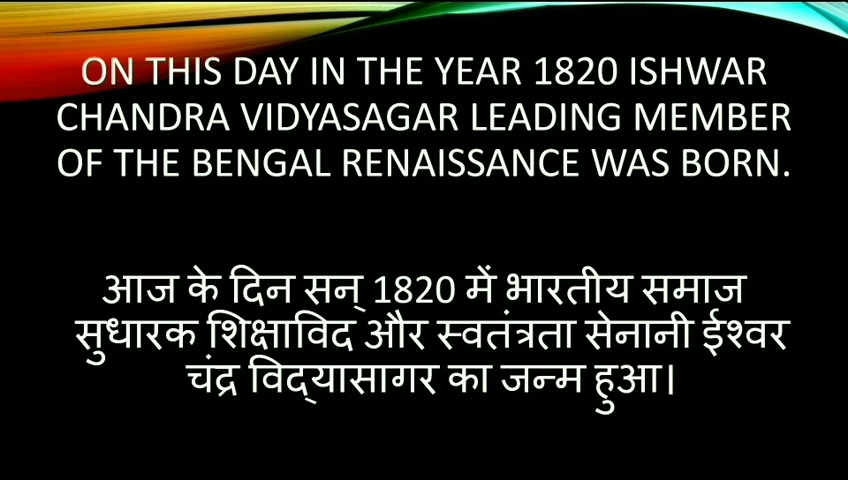 ON THIS DAY IN THE YEAR 1820 ISHWAR
CHANDRA VIDYASAGAR LEADING MEMBER
OF THE BENGAL RENAISSANCE WAS BORN.
आज के दिन सन् 1820 में भारतीय समाज
सुधारक शिक्षाविद और स्वतंत्रता सेनानी ईश्वर
चंद्र विद्‌यासागर का जन्म हुआ।